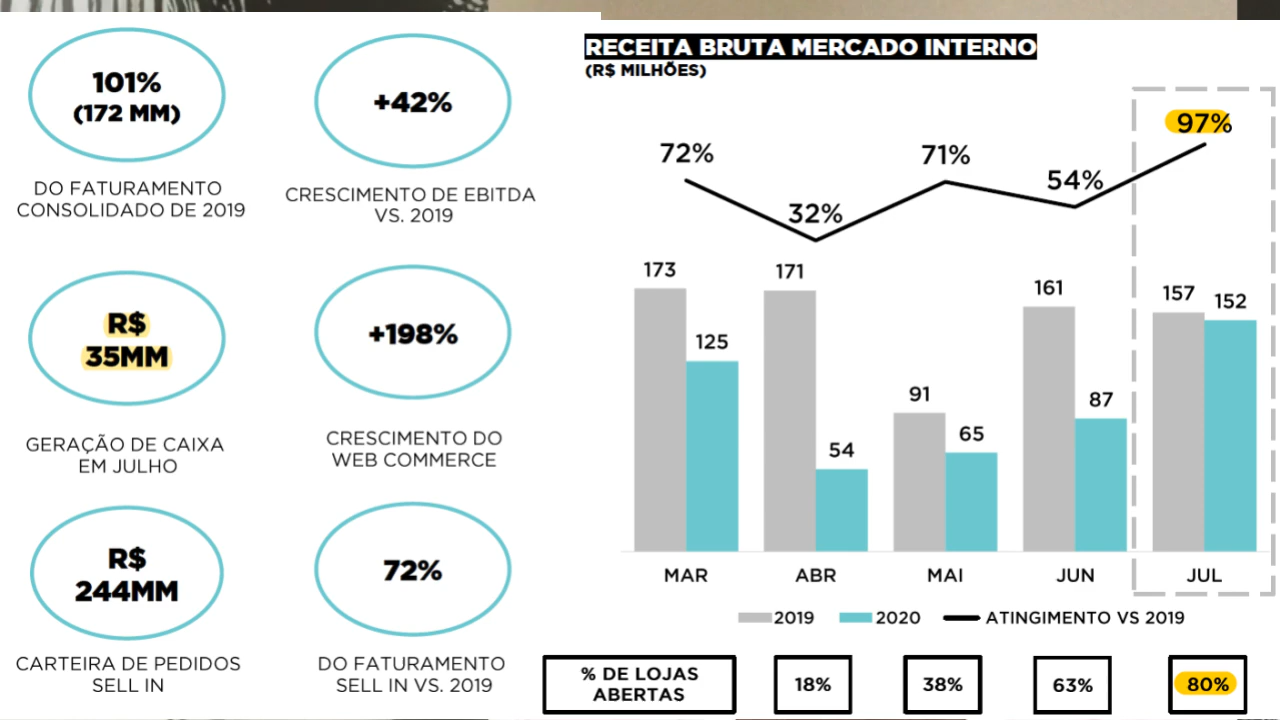 101%
(172 MM)
DO FATURAMENTO
CONSOLIDADO DE 2019
+42%
CRESCIMENTO DE EBITDA
VS. 2019
R$
35MM
GERAÇÃO DE CAIXA
EM JULHO
+198%
CRESCIMENTO DO
WEB COMMERCE
R$
244MM
CARTEIRA DE PEDIDOS
SELL IN
72%
DO FATURAMENTO
SELL IN VS. 2019
RECEITA BRUTA MERCADO INTERNO
(R$ MILHÕES)
72%
32%
71%
54%
97%
173
125
171
54
91
65
161
87
157
152
MAR
ABR
MAI
JUN
JUL
2019
2020
ATINGIMENTO VS 2019
% DE LOJAS
ABERTAS
18%
38%
63%
80%